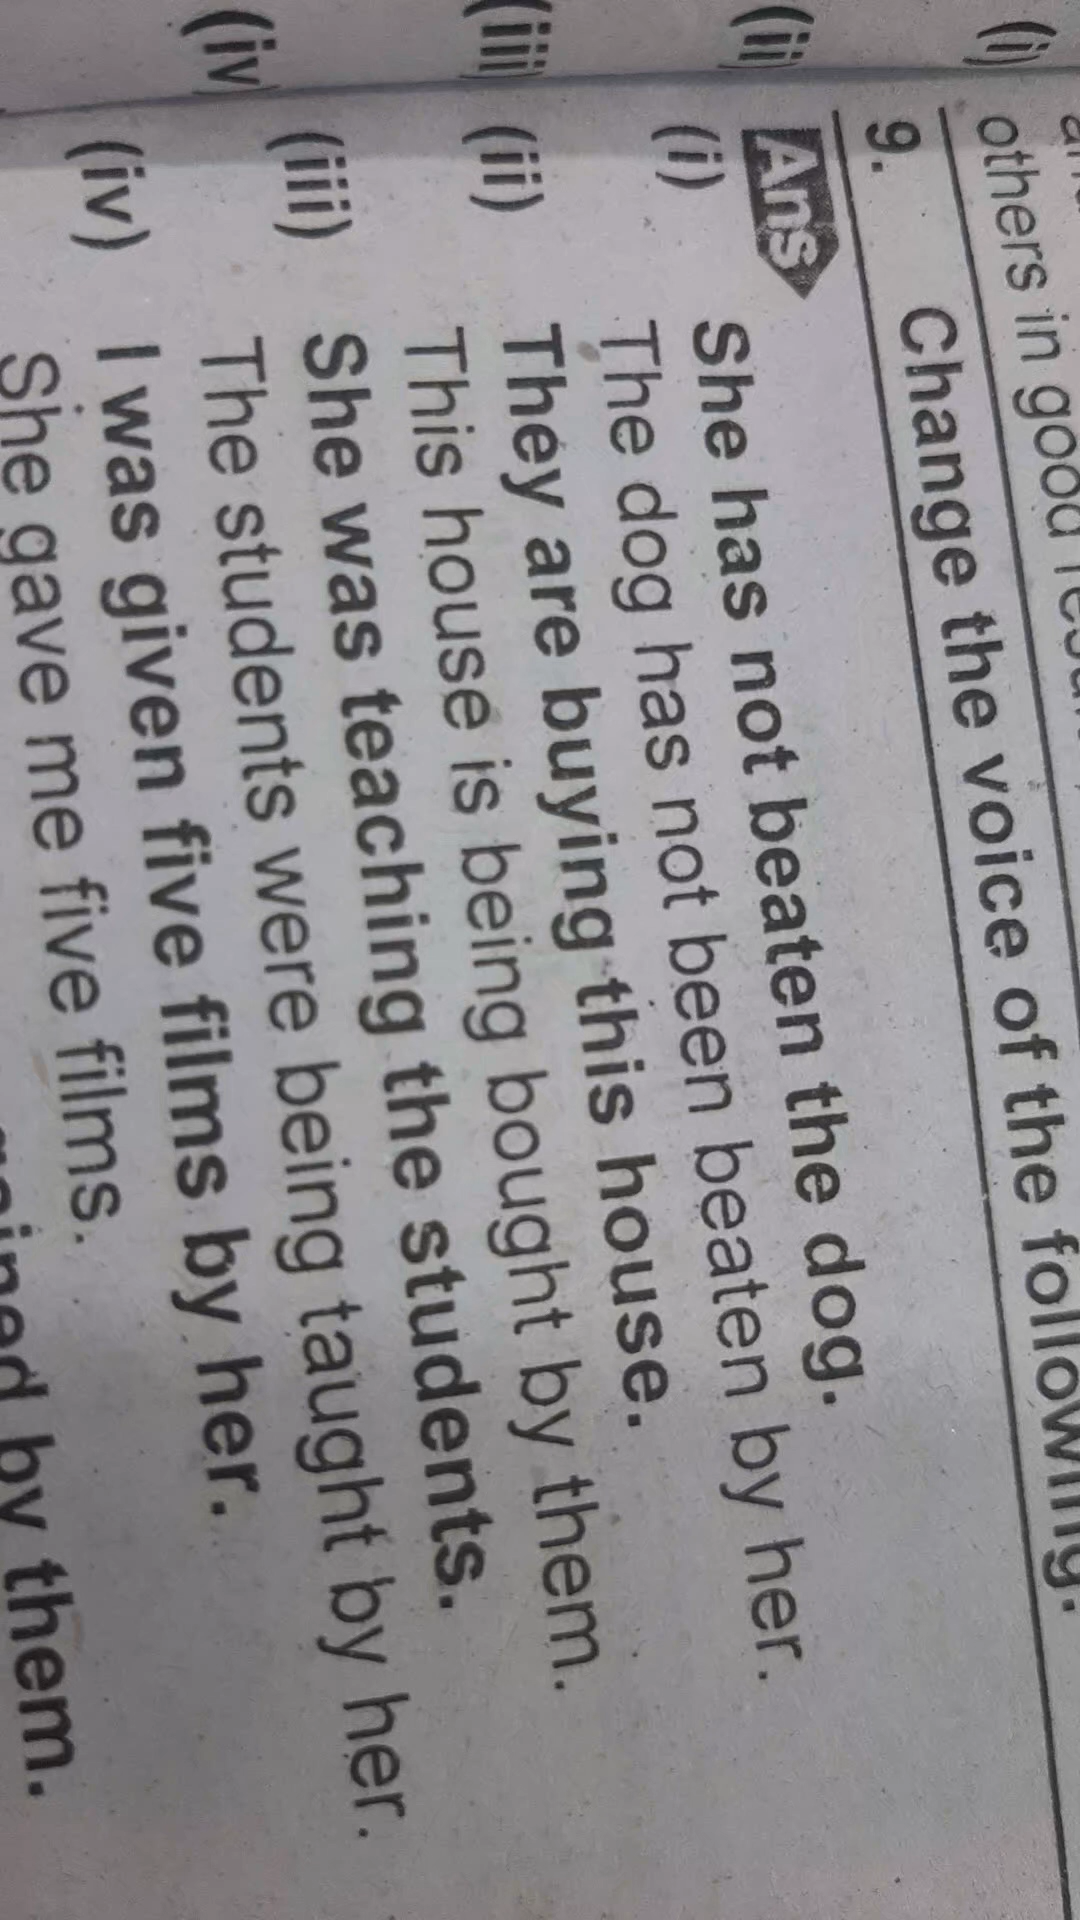 others in good
9. Change the voice of the following.
Ans
(i) She has not beaten the dog.
The dog has not been beaten by her.
(ii) They are buying this house.
This house is being bought by them.
(iii) She was teaching the students.
The students were being taught by her.
(iv) I was given five films by her.
She gave me five films.
by them.
(i)
(ii)
(iii)
(iv